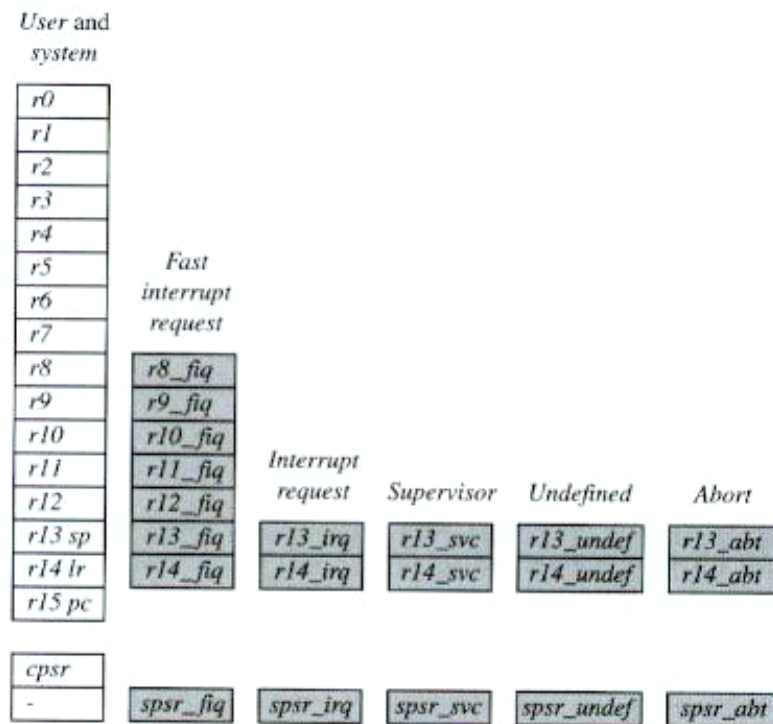 User and
system
r0
r1
r2
r3
r4
r5
r6
r7
r8
r9
r10
r11
r12
r13 sp
r14 lr
r15 pc
cpsr
-
Fast
interrupt
request
r8_fiq
r9_fiq
r10_fiq
r11_fiq
r12_fiq
r13_fiq
r14_fiq
spsr_fiq
Interrupt
request
r13_irq
r14_irq
spsr_irq
Supervisor
r13_svc
r14_svc
spsr_svc
Undefined
r13_undef
r14_undef
spsr_undef
Abort
r13_abt
r14_abt
spsr_abt